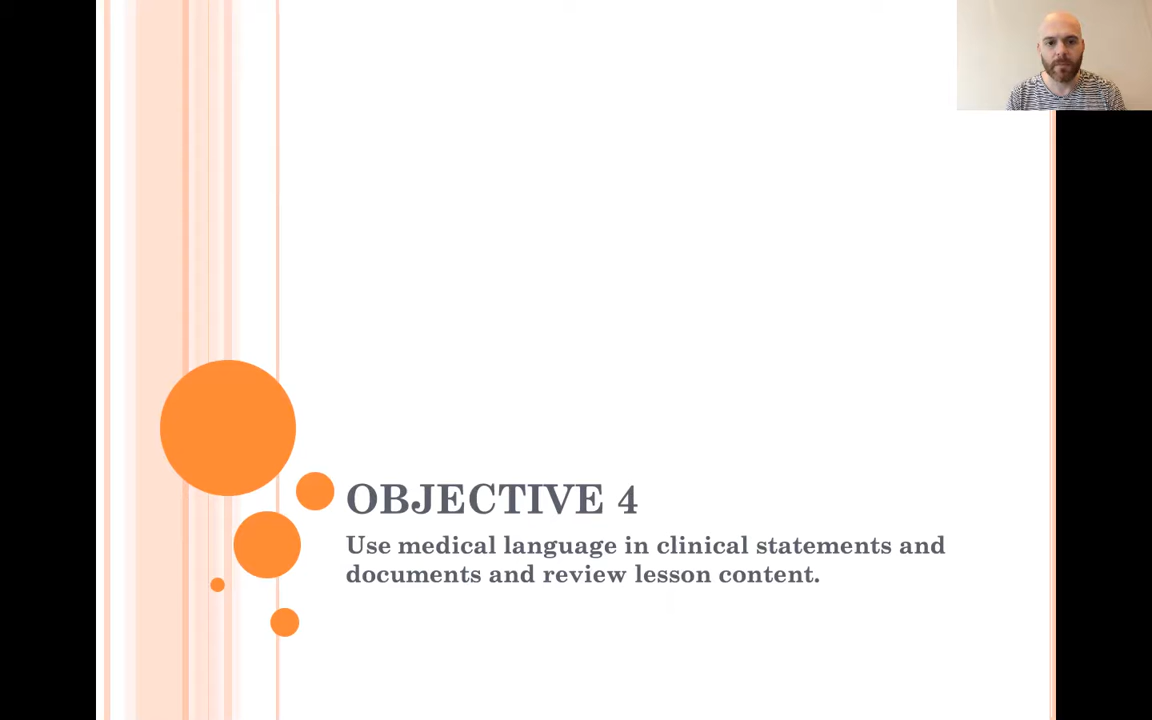 OBJECTIVE 4
Use medical language in clinical statements and
documents and review lesson content.